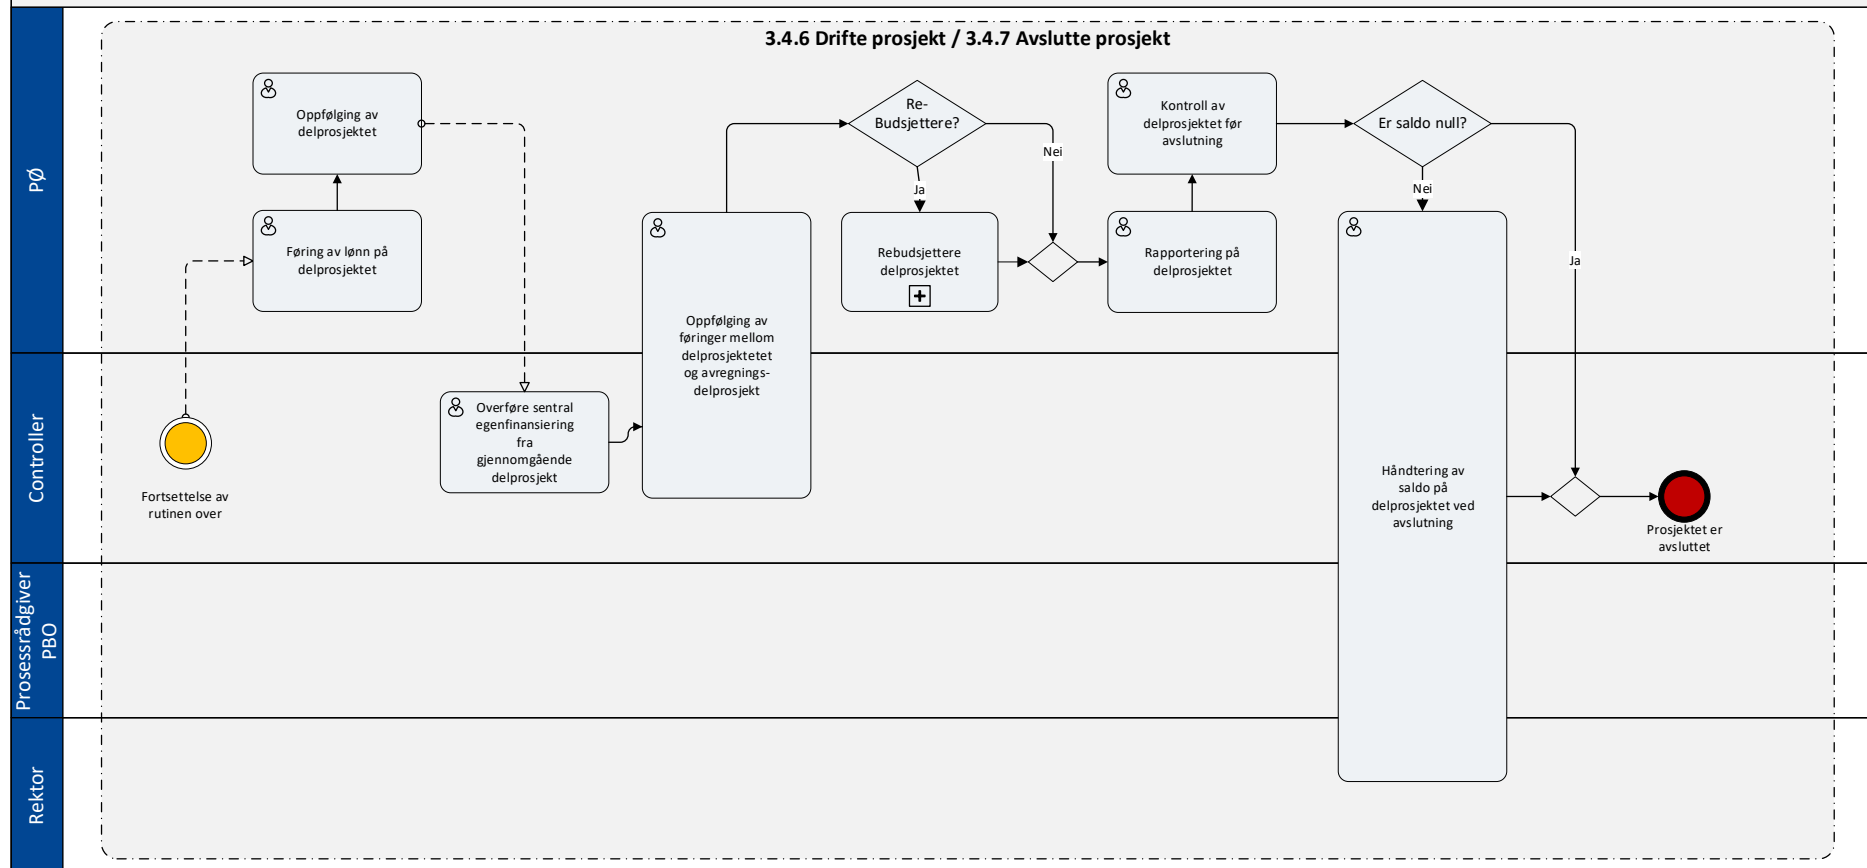 3.4.6 Drifte prosjekt / 3.4.7 Avslutte prosjekt
PØ
Oppfølging av
delprosjektet
Føring av lønn på
delprosjektet
Re-
Budsjettere?
Nei
Ja
Rebudsjettere
delprosjektet
Kontroll av
delprosjektet før
avslutning
Rapportering på
delprosjektet
Er saldo null?
Nei
Ja
Oppfølging av
føringer mellom
delprosjektetet
og avregnings-
delprosjekt
Controller
Fortsettelse av
rutinen over
Overføre sentral
egenfinansiering
fra
gjennomgående
delprosjekt
Håndtering av
saldo på
delprosjektet ved
avslutning
Prosjektet er
avsluttet
Prosessrådgiver
PBO
Rektor